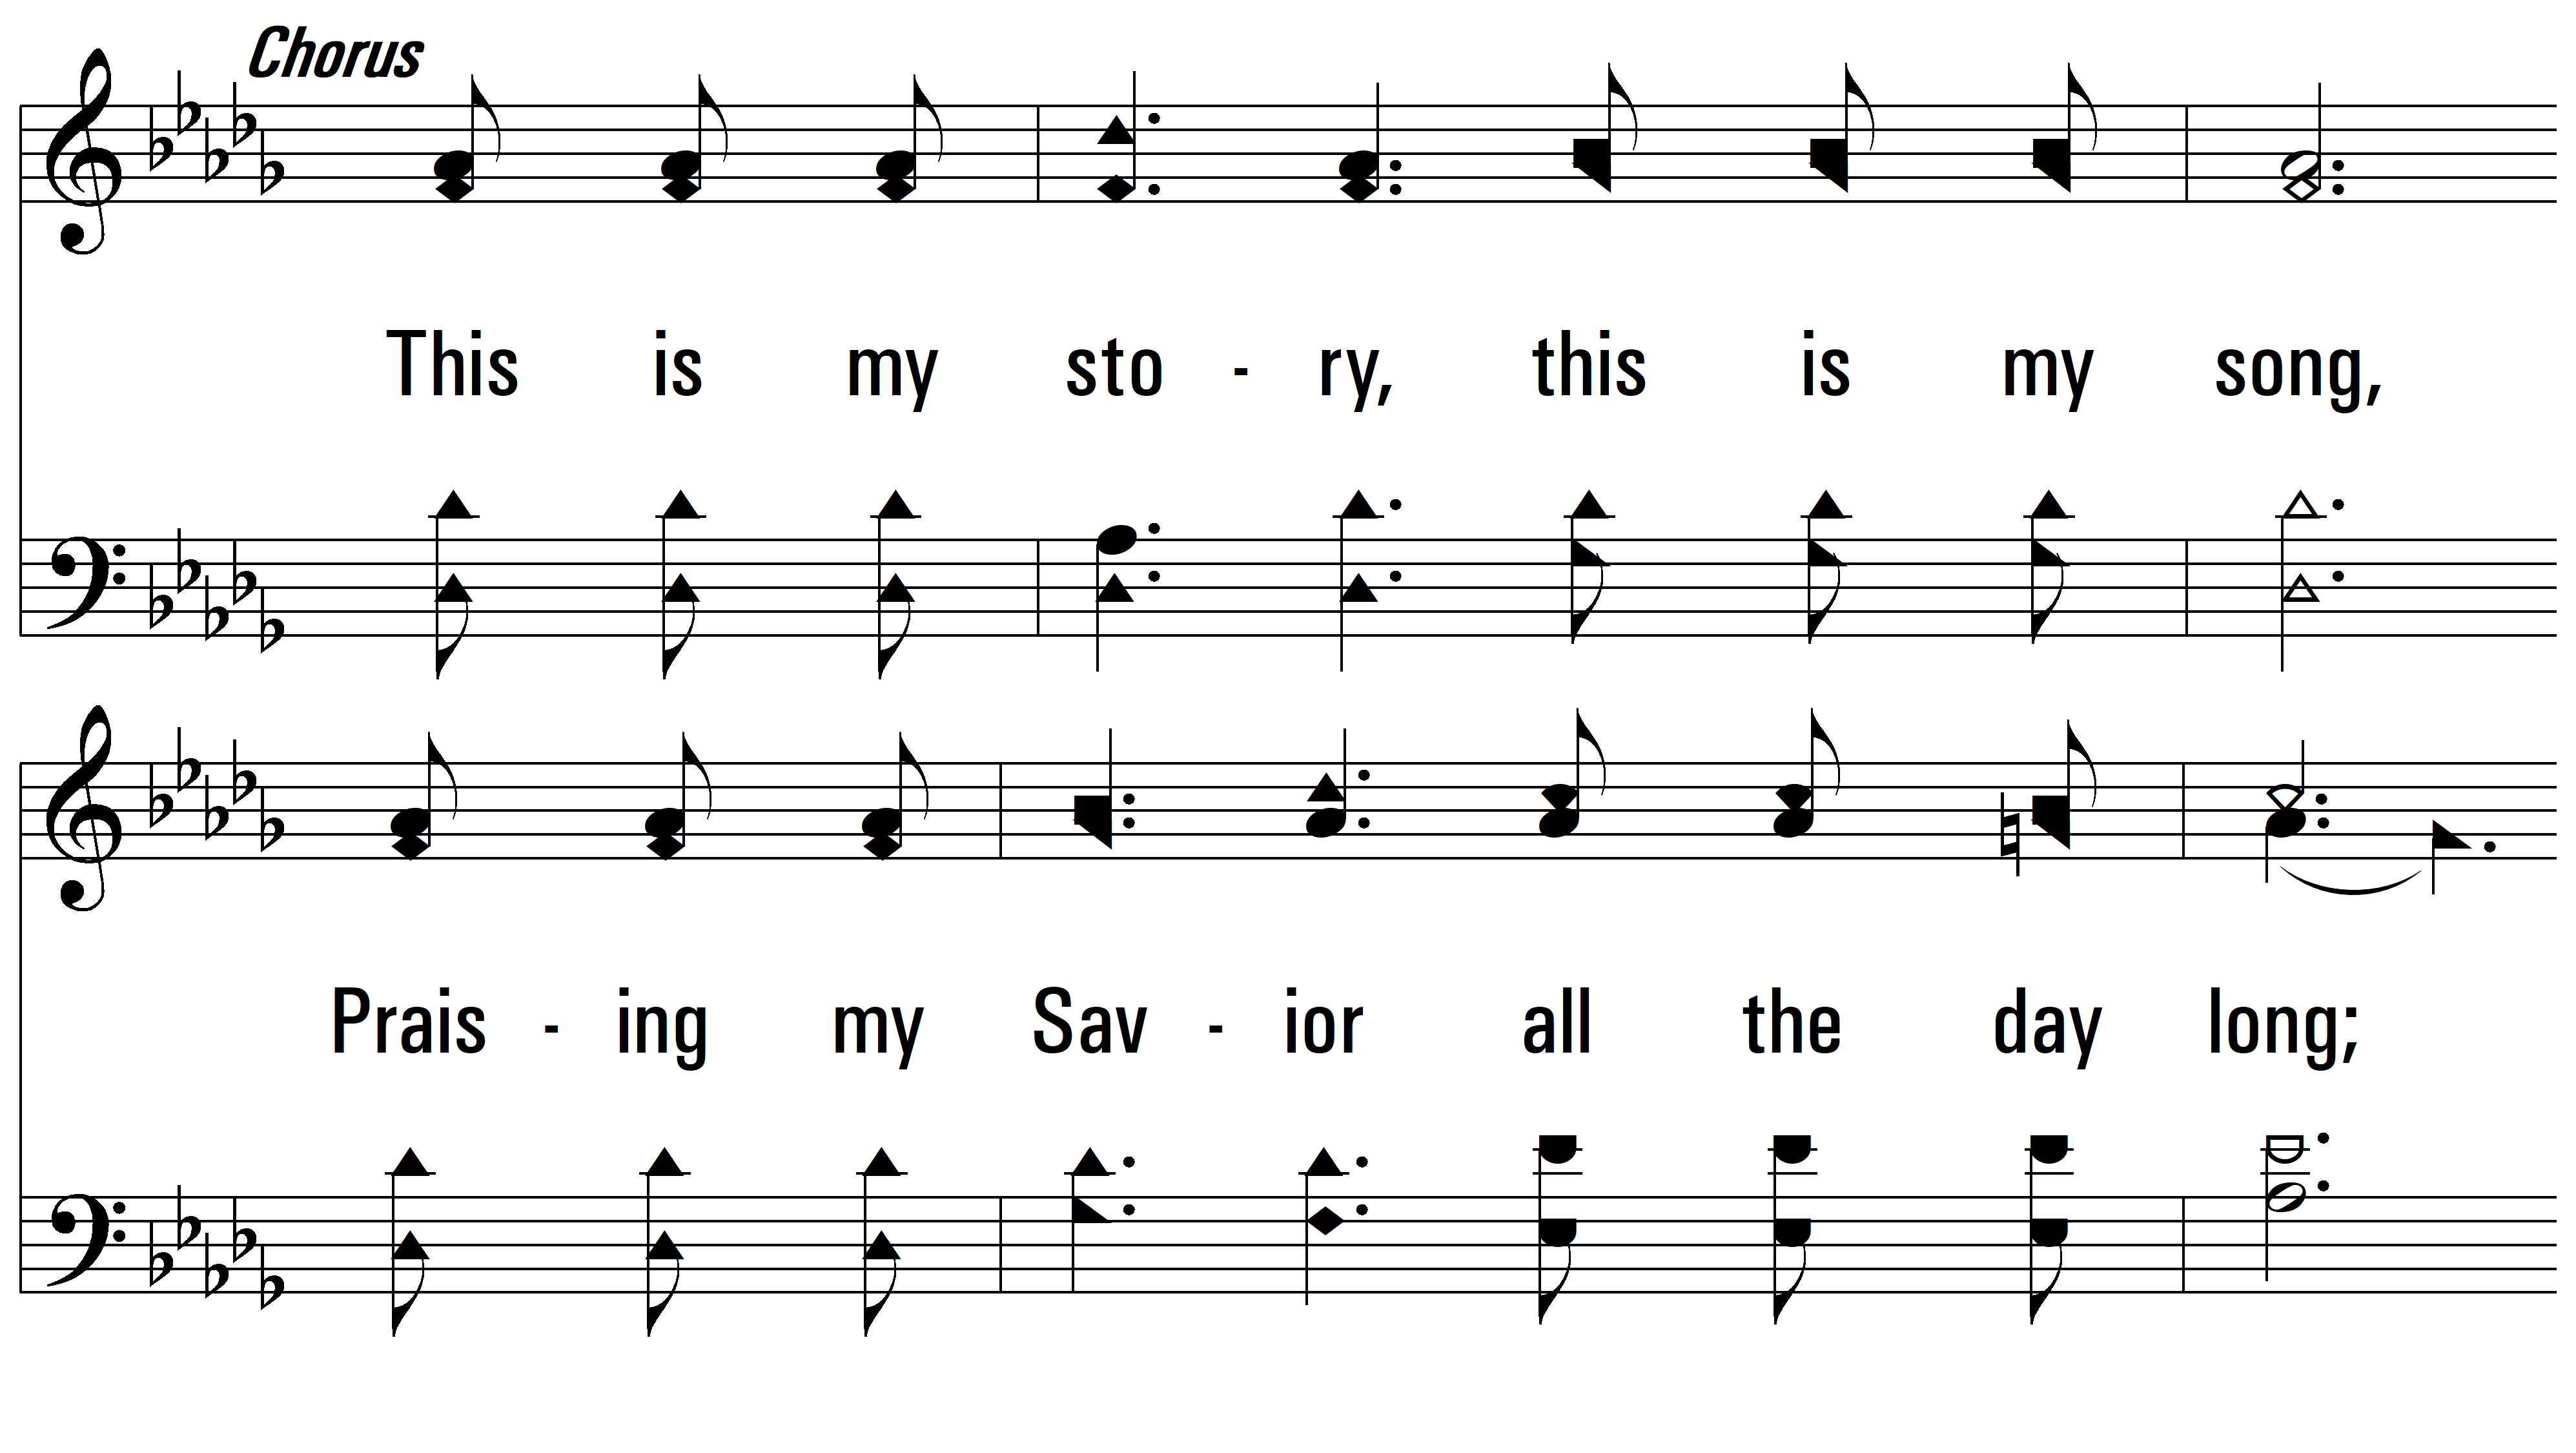 Chorus
This is my sto - ry, this is my song,
Prais - ing my Sav - ior all the day long;